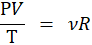 PV/T = νR